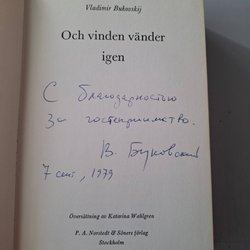 Vladimir Bukovskij
Och vinden vänder
igen
С благодарностью
за гостеприимство.
В. Буковский
7 сент., 1979
Översättning av Katarina Wahlgren
P. A. Norstedt & Söners förlag
Stockholm